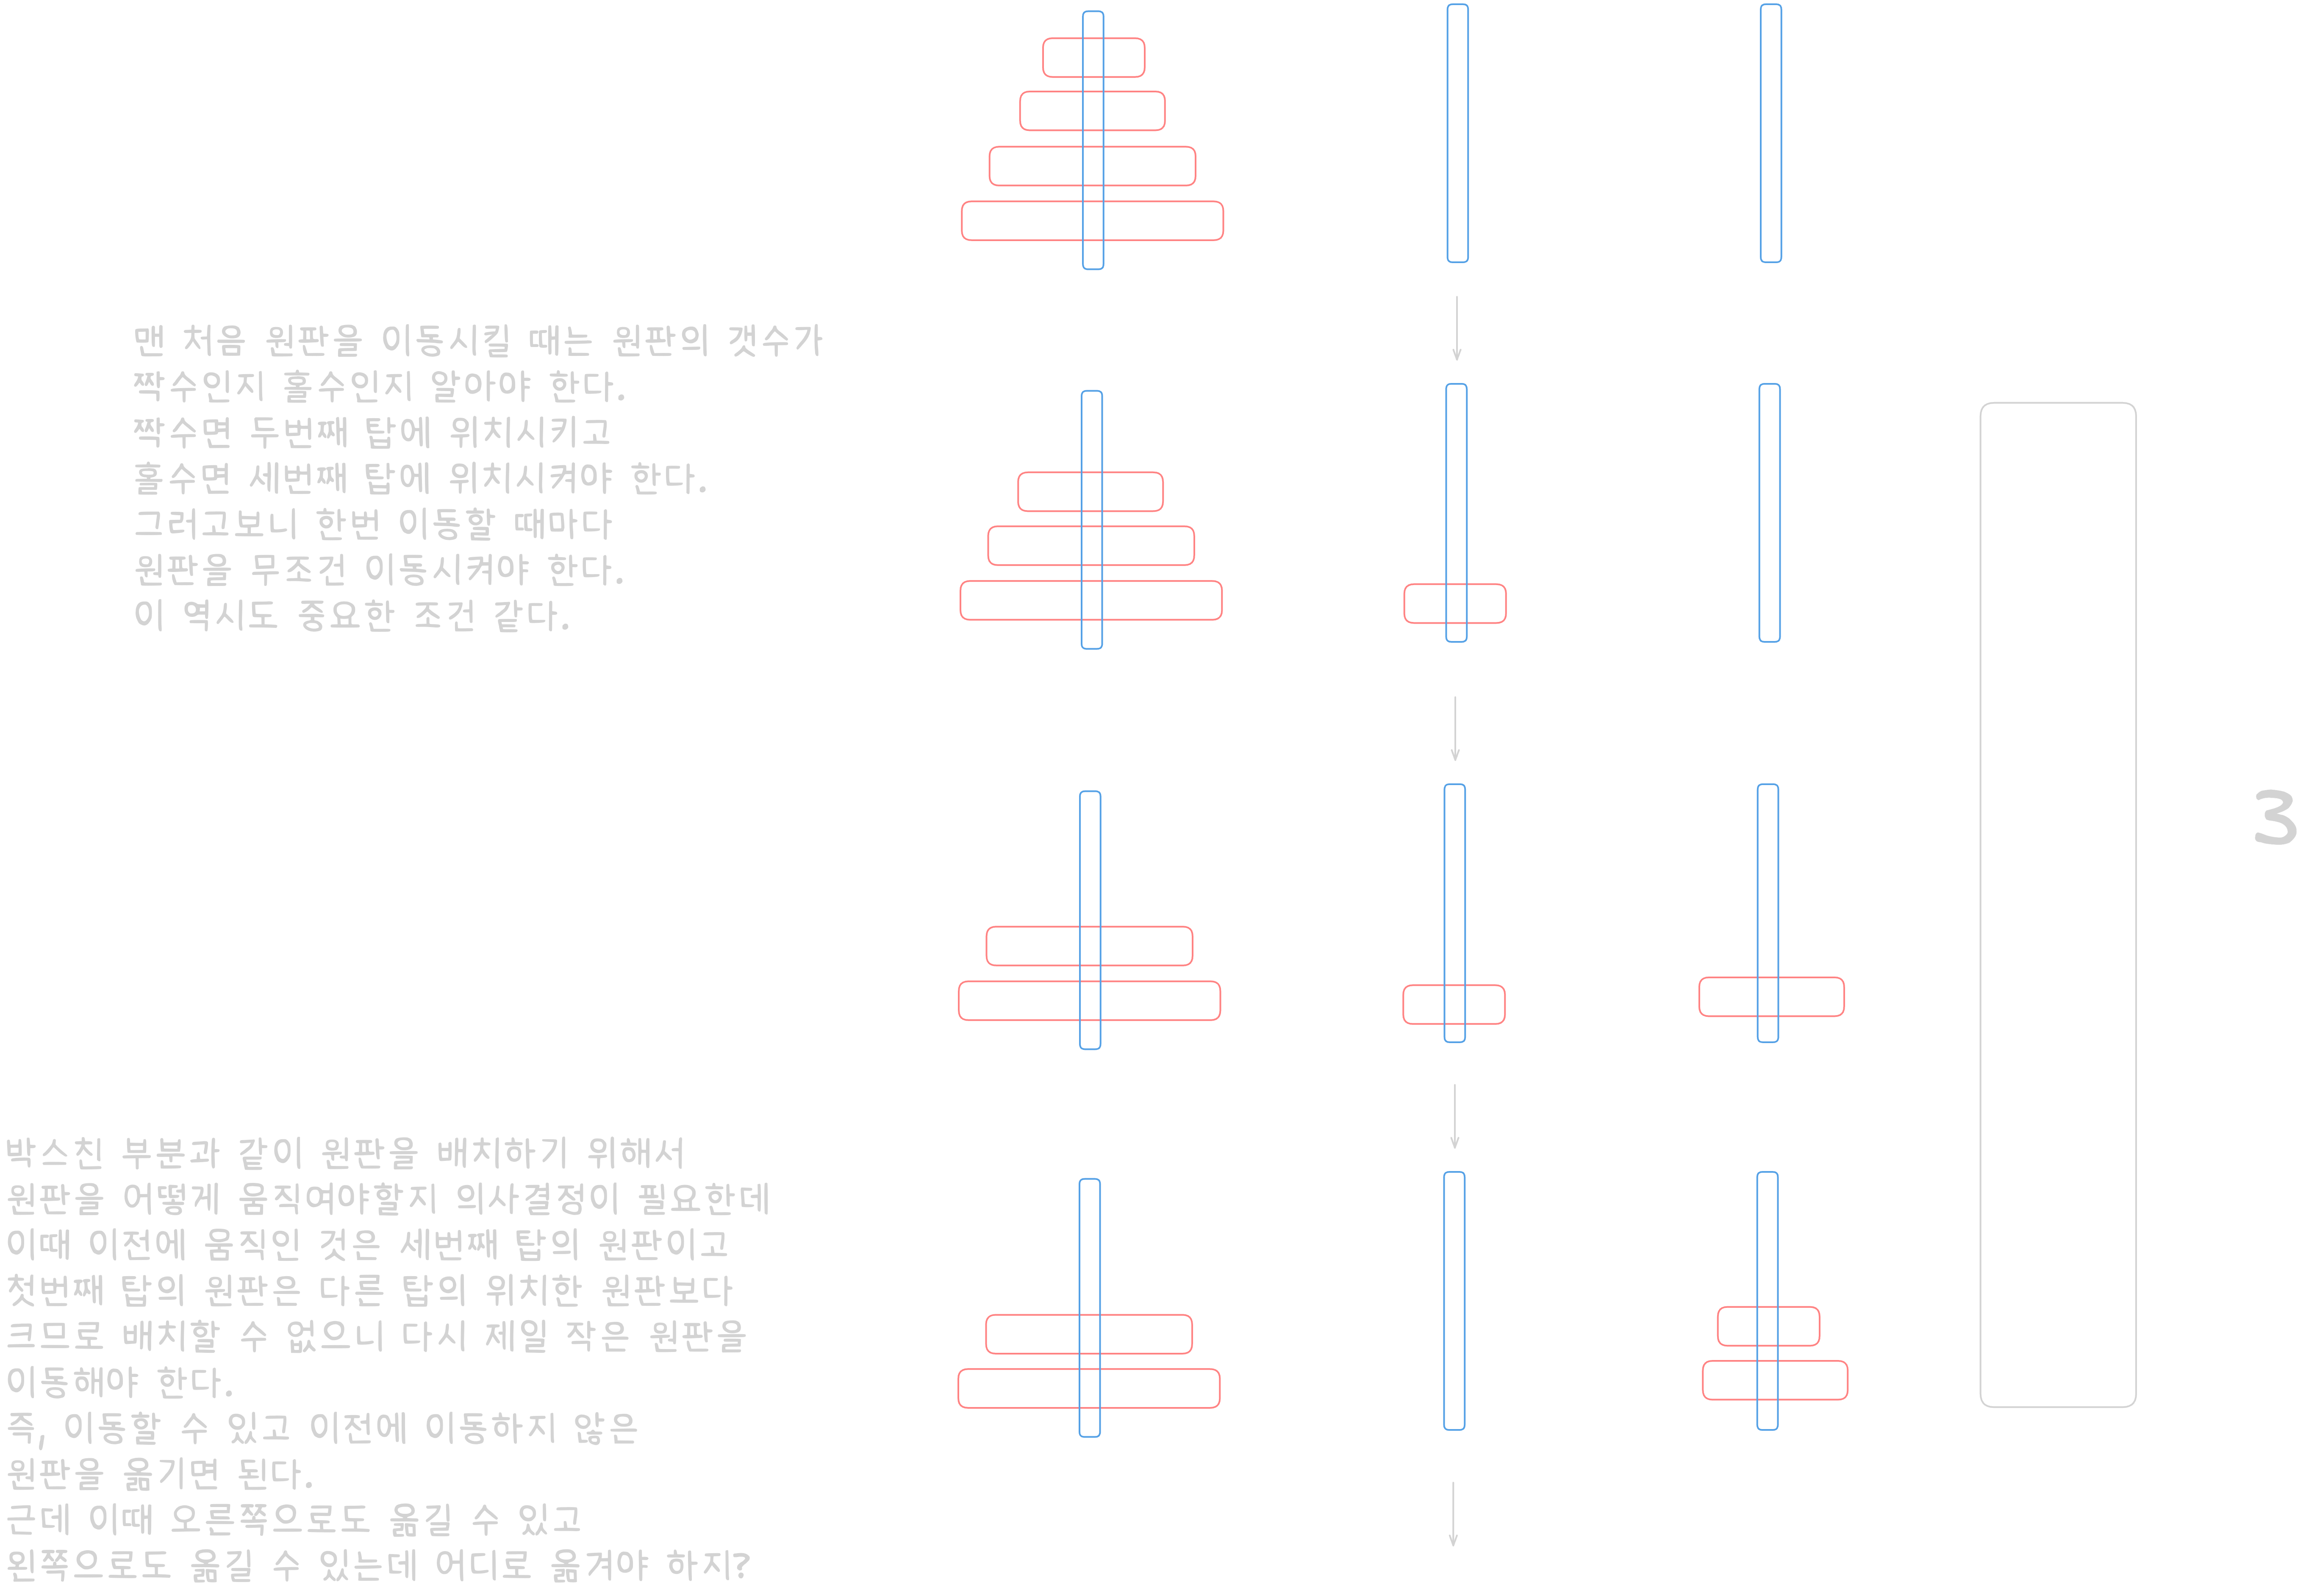 맨 처음 원판을 이동시킬 때는 원판의 갯수가
짝수인지 홀수인지 알아야 한다.
짝수면 두번째 탑에 위치시키고
홀수면 세번째 탑에 위치시켜야 한다.
그러고보니 한번 이동할 때마다
원판을 무조건 이동시켜야 한다.
이 역시도 중요한 조건 같다.
3
박스친 부분과 같이 원판을 배치하기 위해서
원판을 어떻게 움직여야할지 의사결정이 필요한데
이때 이전에 움직인 것은 세번째 탑의 원판이고
첫번째 탑의 원판은 다른 탑의 위치한 원판보다
크므로 배치할 수 없으니 다시 제일 작은 원판을
이동해야 한다.
즉, 이동할 수 있고 이전에 이동하지 않은
원판을 옮기면 된다.
근데 이때 오른쪽으로도 옮길 수 있고
왼쪽으로도 옮길 수 있는데 어디로 옮겨야 하지?